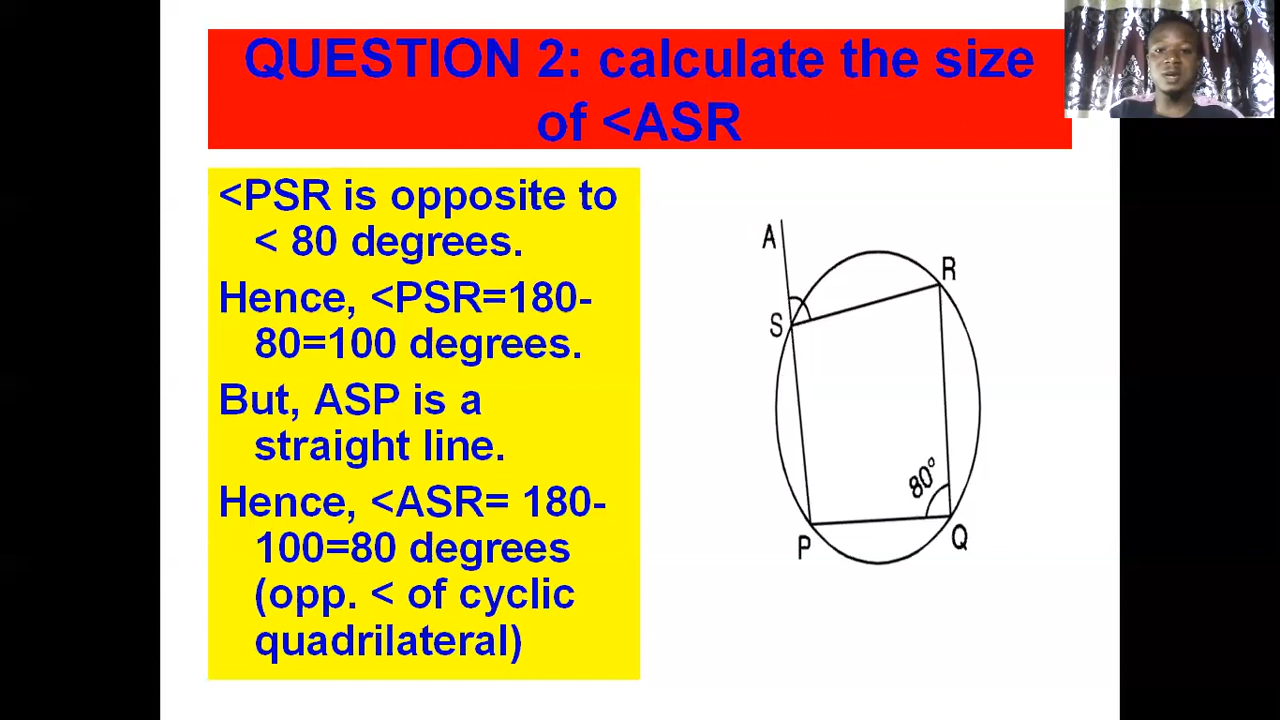 QUESTION 2: calculate the size
of <ASR
<PSR is opposite to
< 80 degrees.
Hence, <PSR=180-
80=100 degrees.
But, ASP is a
straight line.
Hence, <ASR= 180-
100=80 degrees
(opp. < of cyclic
quadrilateral)
A
R
S
80°
P
Q